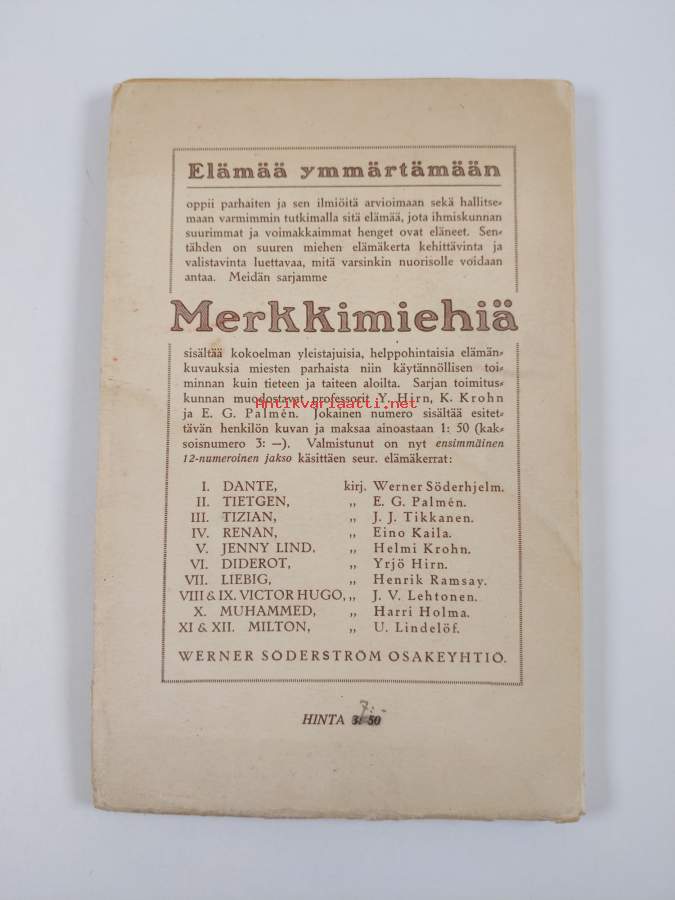 Elämää ymmärtämään
oppii parhaiten ja sen ilmiöitä arvioimaan sekä hallitse-
maan varmimmin tutkimalla sitä elämää, jota ihmiskunnan
suurimmat ja voimakkaimmat henget ovat eläneet. Sen-
tähden on suuren miehen elämäkerta kehittävintä ja
valistavinta luettavaa, mitä varsinkin nuorisolle voidaan
antaa. Meidän sarjamme
Merkkimiehiä
sisältää kokoelman yleistajuisia, helppohintaisia elämän-
kuvauksia miesten parhaista niin käytännöllisen toi-
minnan kuin tieteen ja taiteen aloilta. Sarjan toimitus-
kunnan muodostavat professorit Y. Hirn, K. Krohn
Antikvariaatti.net
ja E. G. Palmén. Jokainen numero sisältää esitet-
tävän henkilön kuvan ja maksaa ainoastaan 1: 50 (kak-
soisnumero 3: —). Valmistunut on nyt ensimmäinen
12-numeroinen jakso käsittäen seur. elämäkerrat:
I. DANTE, kirj. Werner Söderhjelm.
II. TIETGEN, „ E. G. Palmén.
III. TIZIAN, „ J. J. Tikkanen.
IV. RENAN, „ Eino Kaila.
V. JENNY LIND. „ Helmi Krohn.
VI. DIDEROT, „ Yrjö Hirn.
VII. LIEBIG, „ Henrik Ramsay.
VIII & IX. VICTOR HUGO, „ J. V. Lehtonen.
X. MUHAMMED, „ Harri Holma.
XI & XII. MILTON, „ U. Lindelöf.
WERNER SÖDERSTRÖM OSAKEYHTIÖ.
7: -
HINTA 3: 50